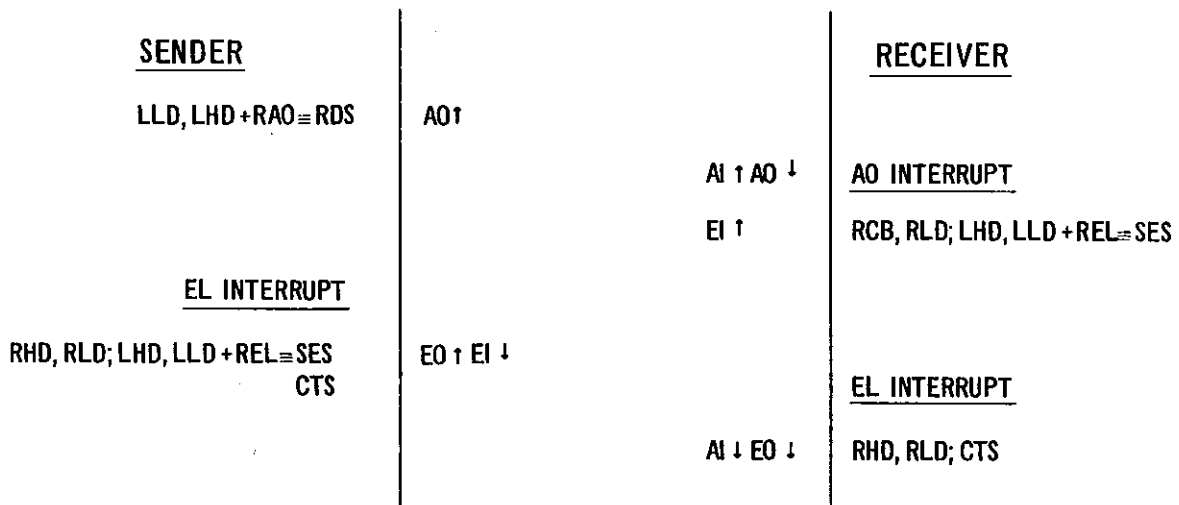 SENDER
RECEIVER
LLD, LHD +RAO≡RDS AO↑
AI ↑ AO ↓ AO INTERRUPT
EI ↑ RCB, RLD; LHD, LLD +REL≡SES
EL INTERRUPT
RHD, RLD; LHD, LLD +REL≡SES EO ↑ EI ↓
CTS
EL INTERRUPT
AI ↓ EO ↓ RHD, RLD; CTS